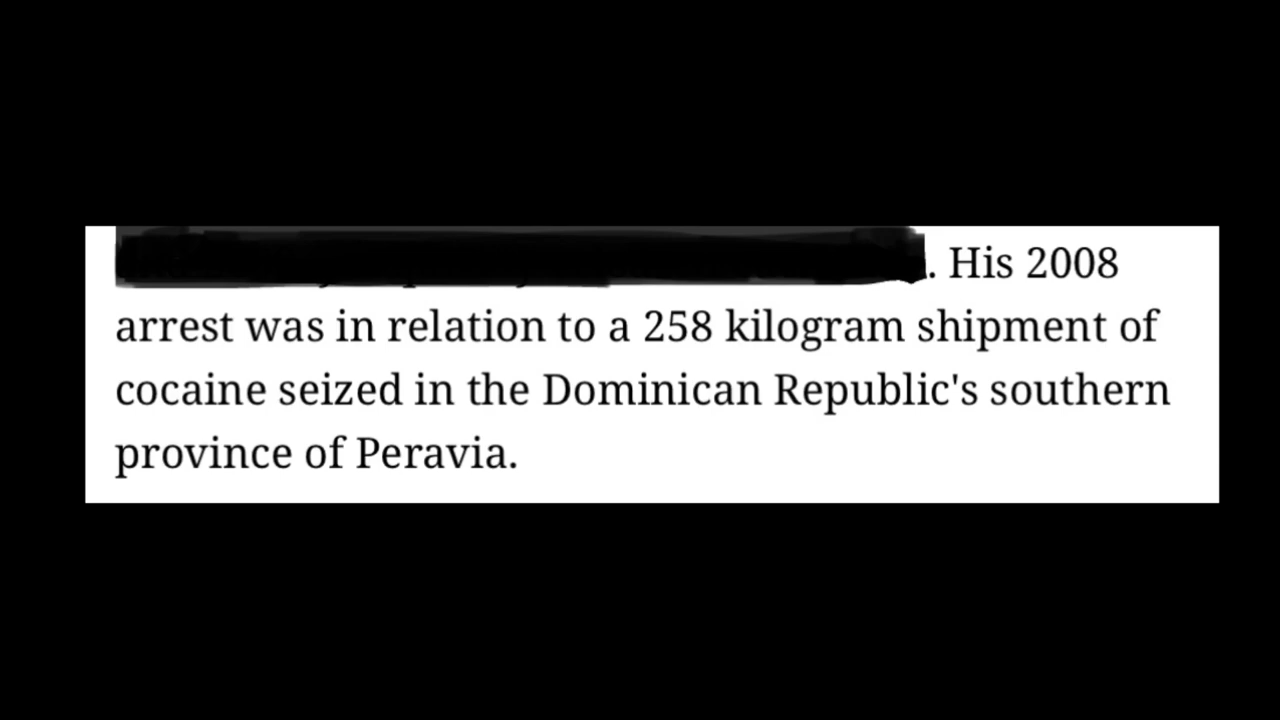 . His 2008
arrest was in relation to a 258 kilogram shipment of
cocaine seized in the Dominican Republic's southern
province of Peravia.